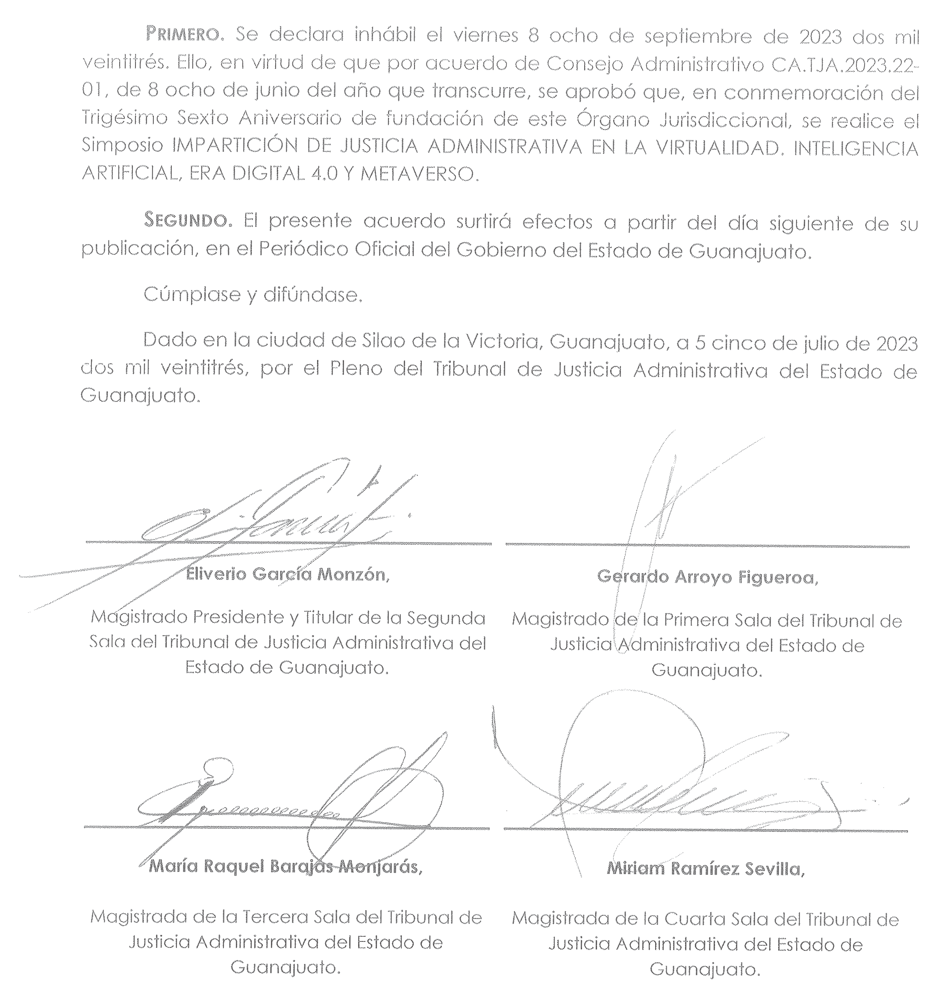 PRIMERO. Se declara inhábil el viernes 8 ocho de septiembre de 2023 dos mil
veintitrés. Ello, en virtud de que por acuerdo de Consejo Administrativo CA.TJA.2023.22-
01, de 8 ocho de junio del año que transcurre, se aprobó que, en conmemoración del
Trigésimo Sexto Aniversario de fundación de este Órgano Jurisdiccional, se realice el
Simposio IMPARTICIÓN DE JUSTICIA ADMINISTRATIVA EN LA VIRTUALIDAD. INTELIGENCIA
ARTIFICIAL, ERA DIGITAL 4.0 Y METAVERSO.
SEGUNDO. El presente acuerdo surtirá efectos a partir del día siguiente de su
publicación, en el Periódico Oficial del Gobierno del Estado de Guanajuato.
Cúmplase y difúndase.
Dado en la ciudad de Silao de la Victoria, Guanajuato, a 5 cinco de julio de 2023
dos mil veintitrés, por el Pleno del Tribunal de Justicia Administrativa del Estado de
Guanajuato.
Eliverio García Monzón,
Magistrado Presidente y Titular de la Segunda
Sala del Tribunal de Justicia Administrativa del
Estado de Guanajuato.
Gerardo Arroyo Figueroa,
Magistrado de la Primera Sala del Tribunal de
Justicia Administrativa del Estado de
Guanajuato.
María Raquel Barajas Monjarás,
Magistrada de la Tercera Sala del Tribunal de
Justicia Administrativa del Estado de
Guanajuato.
Miriam Ramírez Sevilla,
Magistrada de la Cuarta Sala del Tribunal de
Justicia Administrativa del Estado de
Guanajuato.